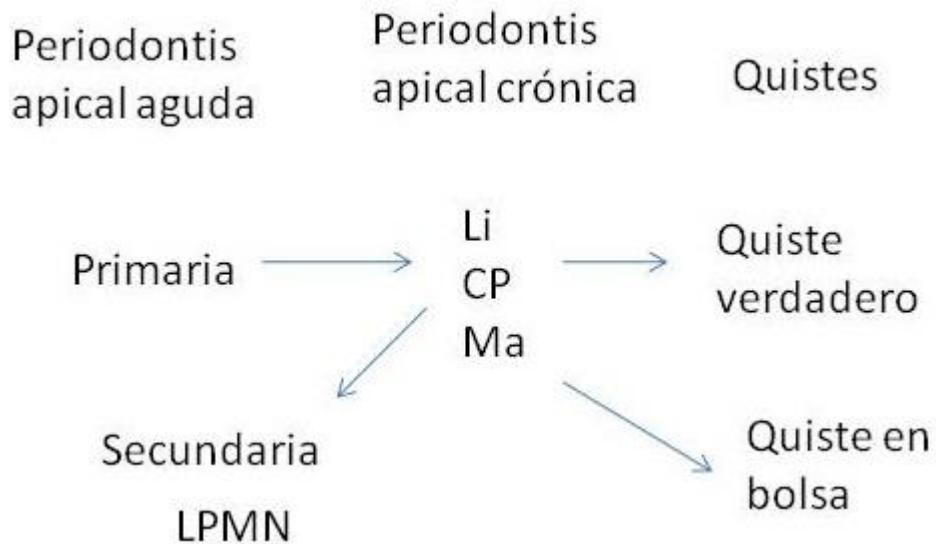 Periodontis
apical aguda
Periodontis
apical crónica
Quistes
Primaria
Li
CP
Ma
Quiste
verdadero
Secundaria
LPMN
Quiste en
bolsa